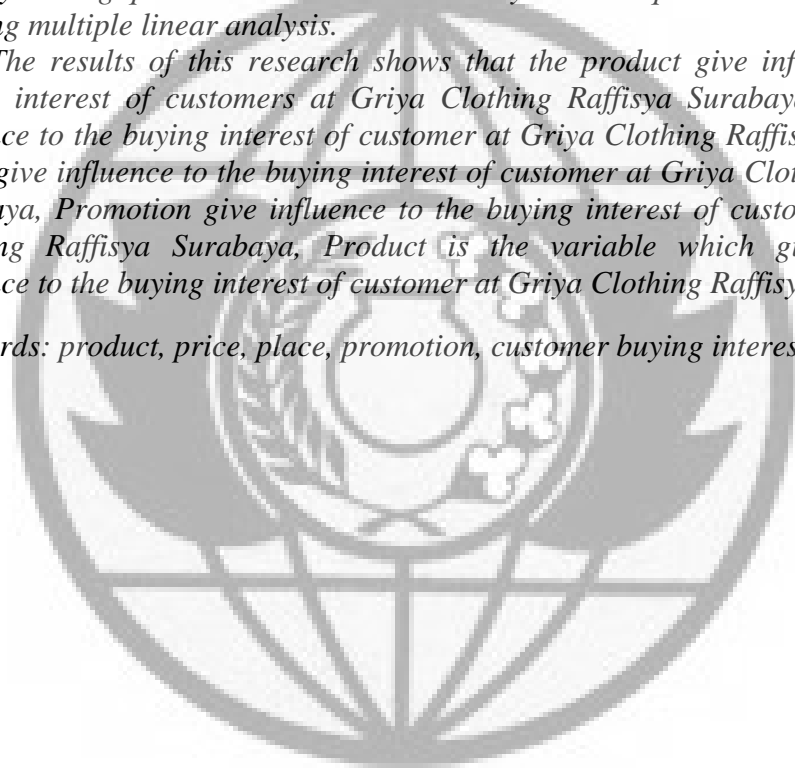 ng multiple linear analysis.
The results of this research shows that the product give inf
interest of customers at Griya Clothing Raffisya Surabaya
ce to the buying interest of customer at Griya Clothing Raffis
give influence to the buying interest of customer at Griya Clot
ya, Promotion give influence to the buying interest of custo
ng Raffisya Surabaya, Product is the variable which gi
ce to the buying interest of customer at Griya Clothing Raffisy
rds: product, price, place, promotion, customer buying interes